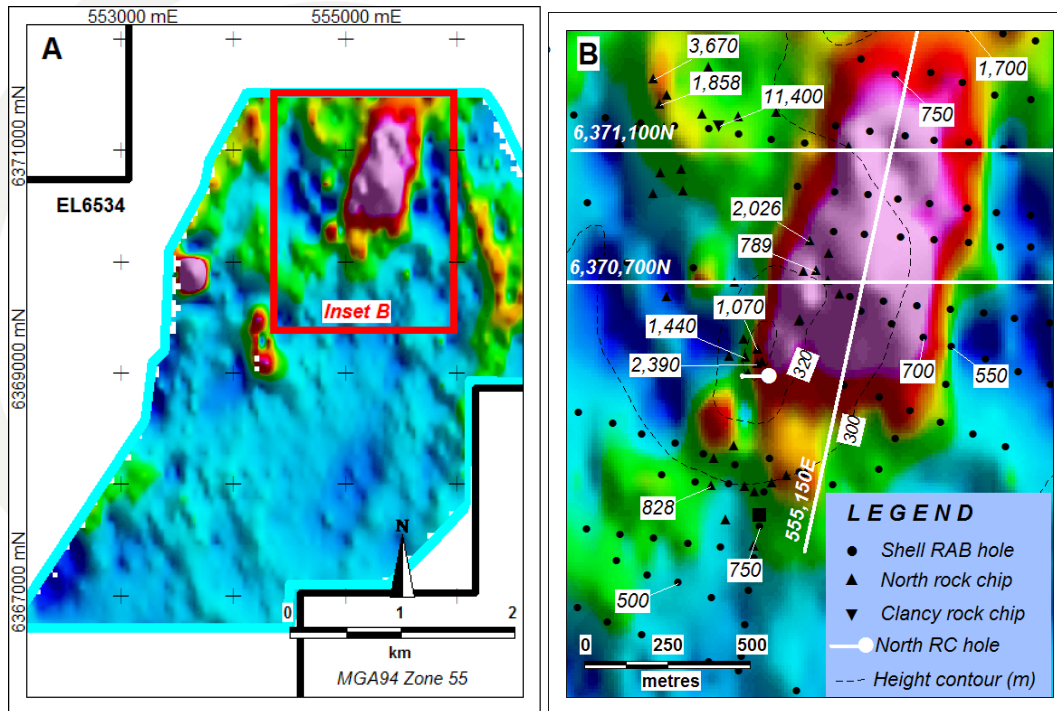 553000 mE
555000 mE
A
6371000 mN
EL6534
Inset B
6369000 mN
N
6367000 mN
0
1
2
km
MGA94 Zone 55
B
3,670
1,858
11,400
1,700
750
6,371,100N
2,026
789
6,370,700N
1,070
1,440
2,390
320
700
550
300
555,150E
828
750
500
0
250
500
metres
LEGEND
Shell RAB hole
North rock chip
Clancy rock chip
North RC hole
Height contour (m)